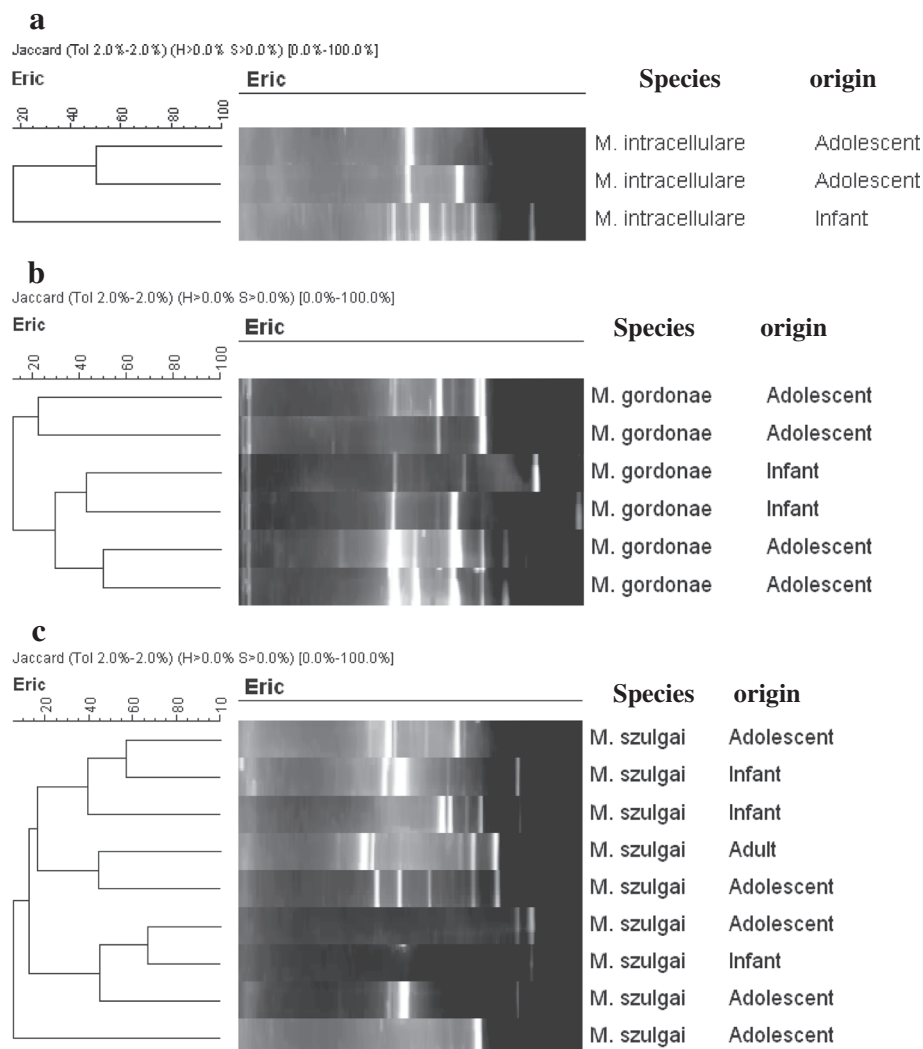 a
Jaccard (Tol 2.0%-2.0%) (H>0.0% S>0.0%) [0.0%-100.0%]
Eric Eric Species origin
20 40 60 80 100
M. intracellulare Adolescent
M. intracellulare Adolescent
M. intracellulare Infant
b
Jaccard (Tol 2.0%-2.0%) (H>0.0% S>0.0%) [0.0%-100.0%]
Eric Eric Species origin
20 40 60 80 100
M. gordonae Adolescent
M. gordonae Adolescent
M. gordonae Infant
M. gordonae Infant
M. gordonae Adolescent
M. gordonae Adolescent
c
Jaccard (Tol 2.0%-2.0%) (H>0.0% S>0.0%) [0.0%-100.0%]
Eric Eric Species origin
20 40 60 80 10
M. szulgai Adolescent
M. szulgai Infant
M. szulgai Infant
M. szulgai Adult
M. szulgai Adolescent
M. szulgai Adolescent
M. szulgai Infant
M. szulgai Adolescent
M. szulgai Adolescent